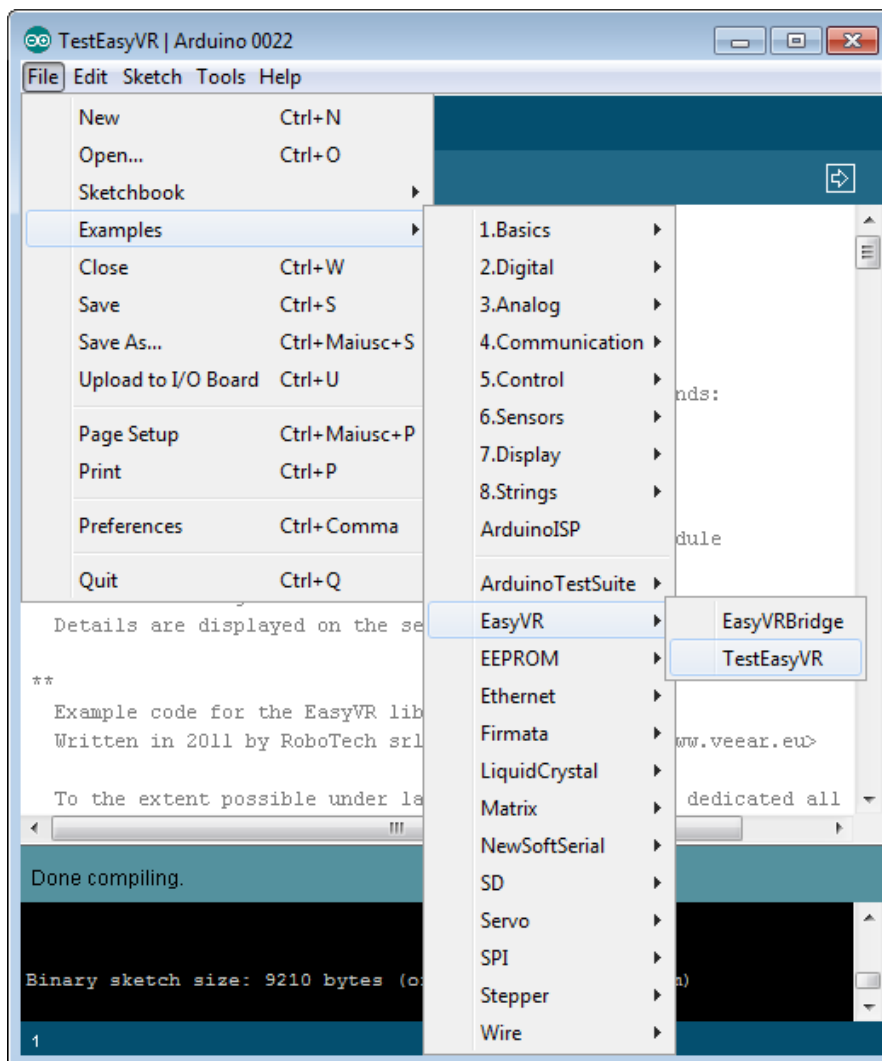 TestEasyVR | Arduino 0022
File Edit Sketch Tools Help
New Ctrl+N
Open... Ctrl+O
Sketchbook
Examples
Close Ctrl+W
Save Ctrl+S
Save As... Ctrl+Maiusc+S
Upload to I/O Board Ctrl+U
Page Setup Ctrl+Maiusc+P
Print Ctrl+P
Preferences Ctrl+Comma
Quit Ctrl+Q
1.Basics
2.Digital
3.Analog
4.Communication
5.Control
6.Sensors
7.Display
8.Strings
ArduinoISP
ArduinoTestSuite
EasyVR
EEPROM
Ethernet
Firmata
LiquidCrystal
Matrix
NewSoftSerial
SD
Servo
SPI
Stepper
Wire
EasyVRBridge
TestEasyVR
nds:
dule
Details are displayed on the se
**
Example code for the EasyVR lib
Written in 2011 by RoboTech srl ww.veear.eu>
To the extent possible under la dedicated all
Done compiling.
Binary sketch size: 9210 bytes (o m)
1